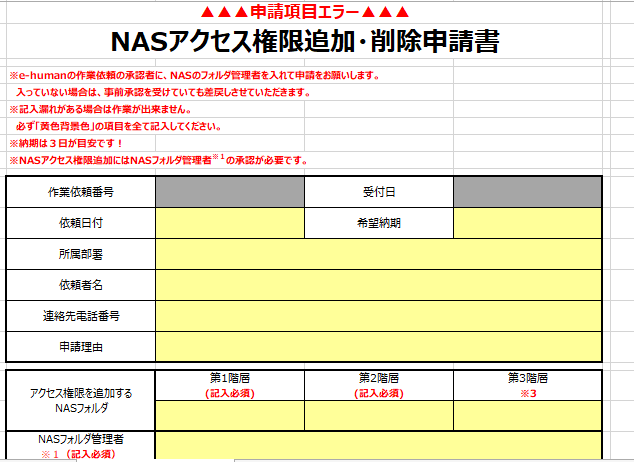 ▲▲▲申請項目エラー▲▲▲
NASアクセス権限追加・削除申請書
※e-humanの作業依頼の承認者に、NASのフォルダ管理者を入れて申請をお願いします。
入っていない場合は、事前承認を受けていても差戻しさせていただきます。
※記入漏れがある場合は作業が出来ません。
必ず「黄色背景色」の項目を全て記入してください。
※納期は３日が目安です！
※NASアクセス権限追加にはNASフォルダ管理者※１の承認が必要です。
作業依頼番号 受付日
依頼日付 希望納期
所属部署
依頼者名
連絡先電話番号
申請理由
アクセス権限を追加する
NASフォルダ
第1階層 第2階層 第3階層
(記入必須) (記入必須) ※３
NASフォルダ管理者
※１（記入必須）